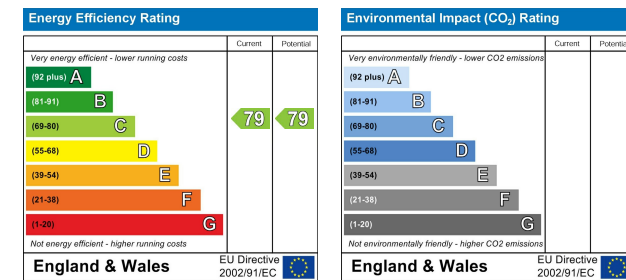 Energy Efficiency Rating
Current Potential
Very energy efficient - lower running costs
(92 plus) A
(81-91) B
(69-80) C
79 79
(55-68) D
(39-54) E
(21-38) F
(1-20) G
Not energy efficient - higher running costs
England & Wales
EU Directive
2002/91/EC
Environmental Impact (CO₂) Rating
Current Potential
Very environmentally friendly - lower CO2 emissions
(92 plus) A
(81-91) B
(69-80) C
(55-68) D
(39-54) E
(21-38) F
(1-20) G
Not environmentally friendly - higher CO2 emissions
England & Wales
EU Directive
2002/91/EC